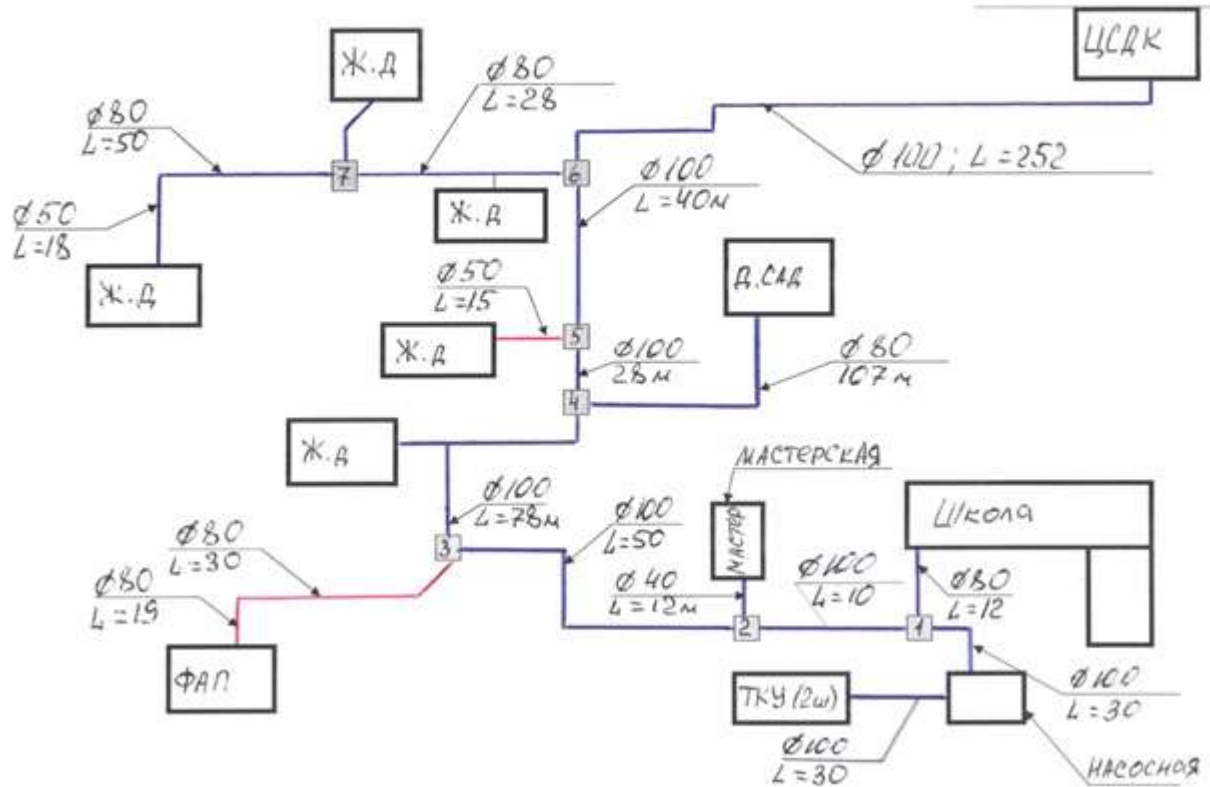 ЦСДК
Ж.Д
ø80
L=28
ø80
L=50
7
6
ø100; L=252
ø100
L=40м
ø50
L=18
Ж.Д
Д.САД
ø50
L=15
Ж.Д
5
Ж.Д
ø100
28м
ø80
107м
4
Ж.Д
МАСТЕРСКАЯ
ø100
L=78м
ø100
L=50
МАСТЕР
Школа
ø80
L=30
3
ø80
L=19
ø40
L=12м
ø100
L=10
ø80
L=12
2
1
ФАП
ТКУ(2ш)
ø100
L=30
ø100
L=30
НАСОСНАЯ